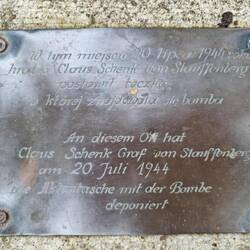 W tym miejscu 20 lipca 1944 
hrabia Claus Schenk von Stauffenberg
postawił teczkę
w której znajdowała się bomba
An diesem Ort hat
Claus Schenk Graf von Stauffenberg
am 20. Juli 1944
die Aktentasche mit der Bombe
deponiert